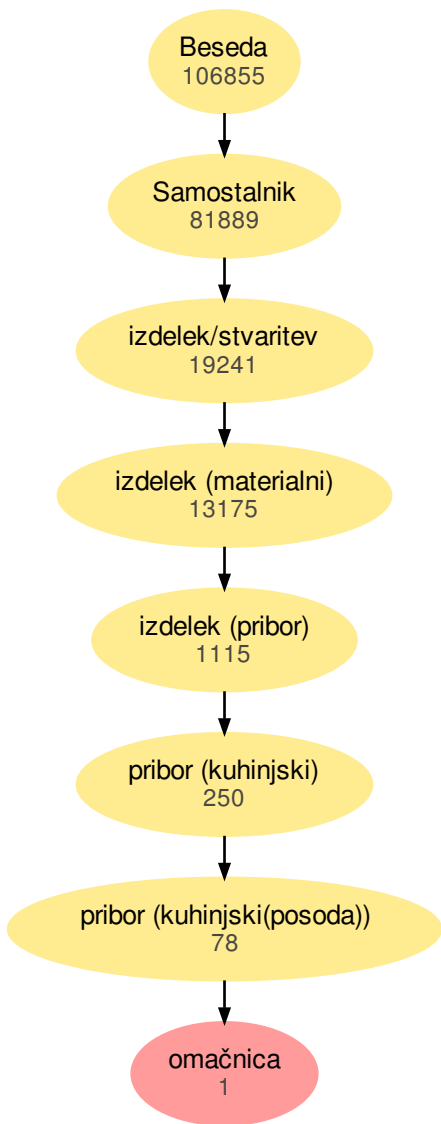 Beseda
106855
Samostalnik
81889
izdelek/stvaritev
19241
izdelek (materialni)
13175
izdelek (pribor)
1115
pribor (kuhinjski)
250
pribor (kuhinjski(posoda))
78
omačnica
1